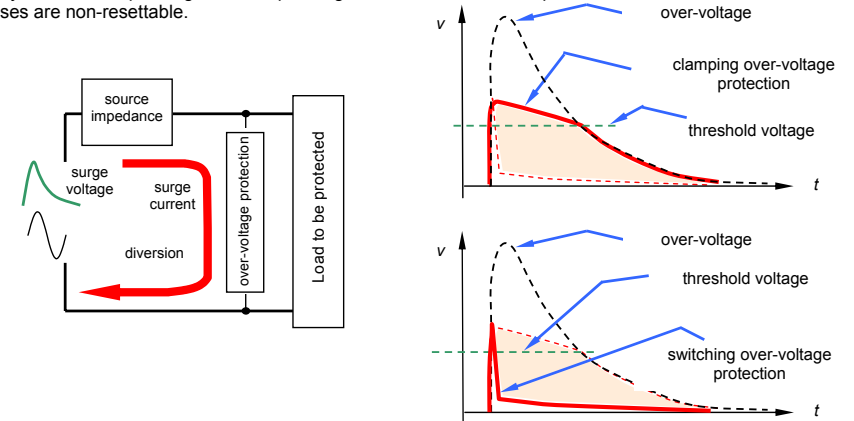 ses are non-resettable.
source
impedance
surge
voltage
surge
current
diversion
over-voltage protection
Load to be protected
v
over-voltage
clamping over-voltage
protection
threshold voltage
t
v
over-voltage
threshold voltage
switching over-voltage
protection
t